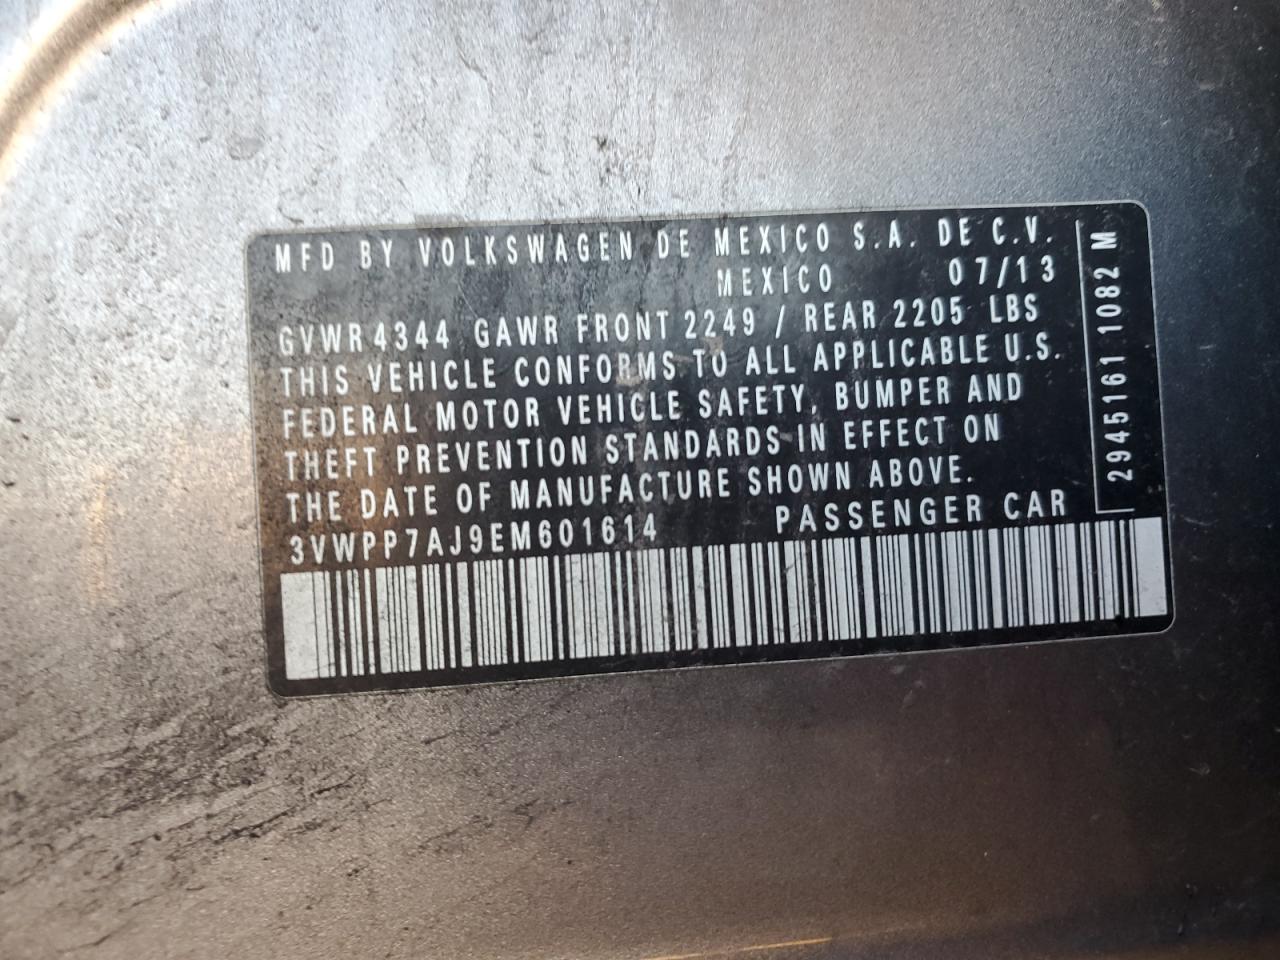 MFD BY VOLKSWAGEN DE MEXICO S.A. DE C.V.
MEXICO 07/13
GVWR 4344 GAWR FRONT 2249 / REAR 2205 LBS
THIS VEHICLE CONFORMS TO ALL APPLICABLE U.S.
FEDERAL MOTOR VEHICLE SAFETY, BUMPER AND
THEFT PREVENTION STANDARDS IN EFFECT ON
THE DATE OF MANUFACTURE SHOWN ABOVE.
3VWPP7AJ9EM601614 PASSENGER CAR
2945161 1082 M